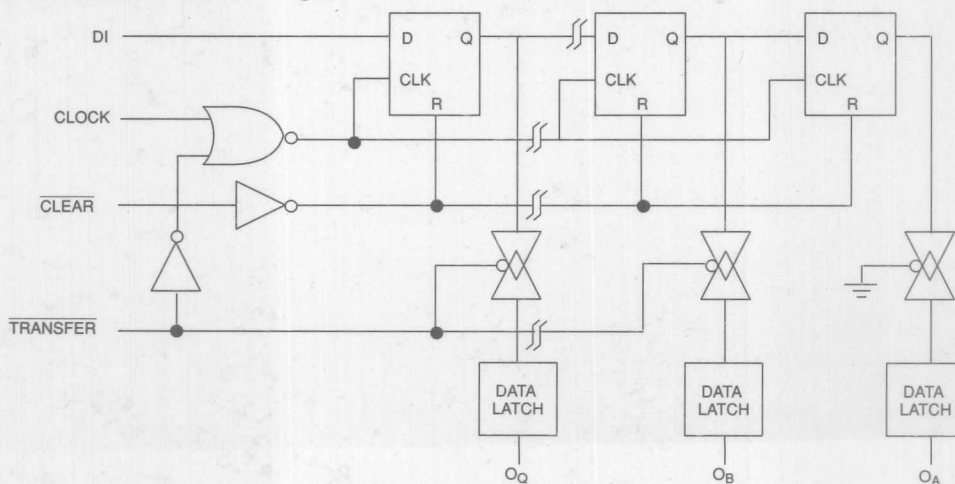 DI
D Q
CLK
R
D Q
CLK
R
D Q
CLK
R
CLOCK
CLEAR
TRANSFER
DATA
LATCH
DATA
LATCH
DATA
LATCH
OQ
OB
OA